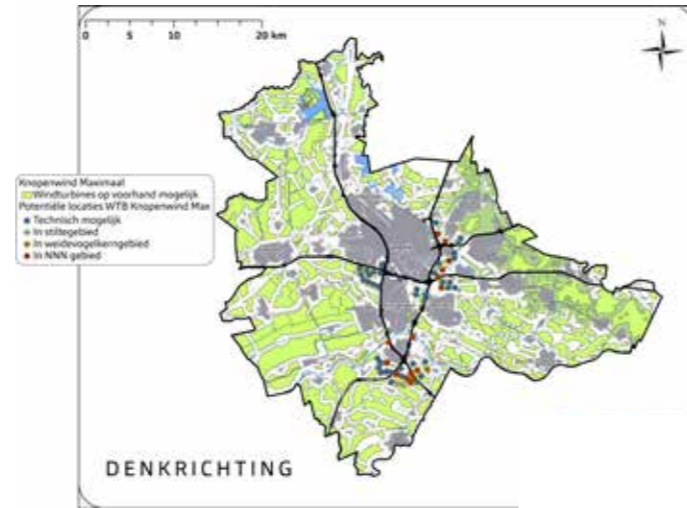 0 5 10 20 km
N
Knopenwind Maximaal
Windturbines op voorhand mogelijk
Potentiële locaties WTB Knopenwind Max
Technisch mogelijk
In stiltegebied
In weidevogelkerngebied
In NNN gebied
DENKRICHTING